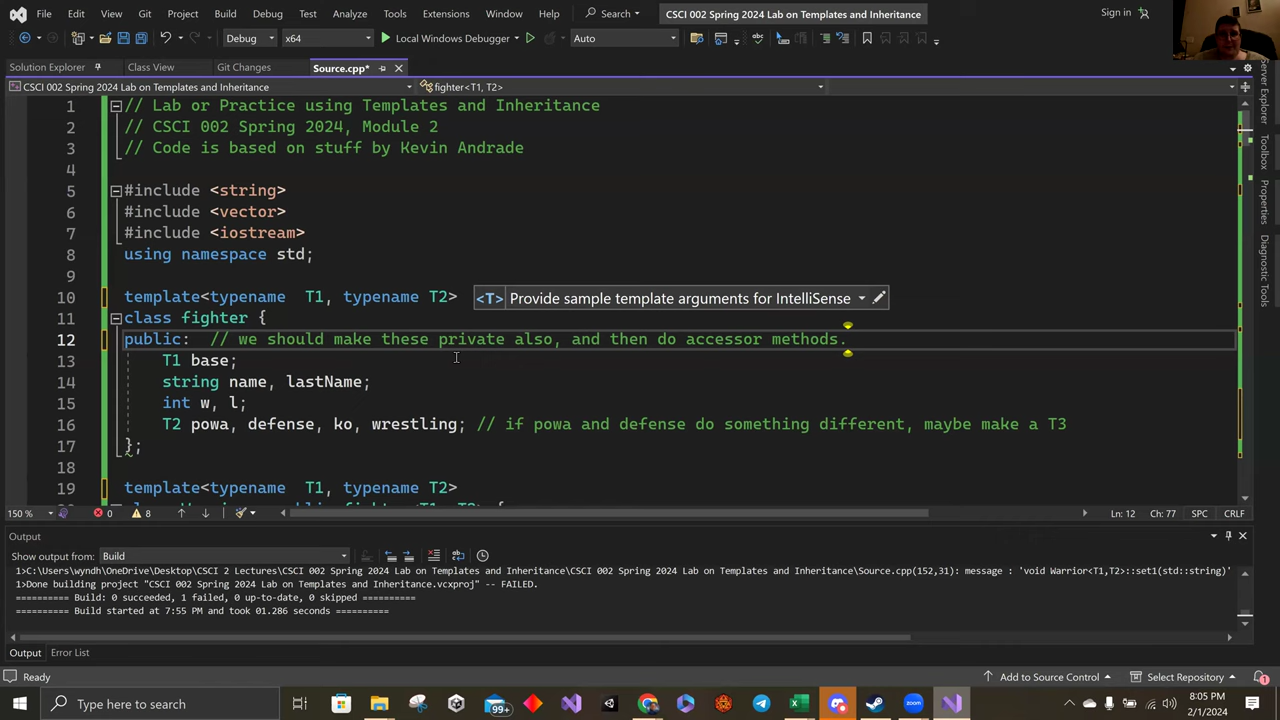 File Edit View Git Project Build Debug Test Analyze Tools Extensions Window Help Search CSCI 002 Spring 2024 Lab on Templates and Inheritance Sign in
Debug x64 Local Windows Debugger Auto
Solution Explorer Class View Git Changes Source.cpp*
CSCI 002 Spring 2024 Lab on Templates and Inheritance fighter<T1, T2>
1 // Lab or Practice using Templates and Inheritance
2 // CSCI 002 Spring 2024, Module 2
3 // Code is based on stuff by Kevin Andrade
4
5 #include <string>
6 #include <vector>
7 #include <iostream>
8 using namespace std;
9
10 template<typename  T1, typename T2> <T> Provide sample template arguments for IntelliSense
11 class fighter {
12 public:  // we should make these private also, and then do accessor methods.
13 T1 base;
14 string name, lastName;
15 int w, l;
16 T2 powa, defense, ko, wrestling; // if powa and defense do something different, maybe make a T3
17 };
18
19 template<typename  T1, typename T2>
150 % 0 8 Ln: 12 Ch: 77 SPC CRLF
Output
Show output from: Build
1>C:\Users\wyndh\OneDrive\Desktop\CSCI 2 Lectures\CSCI 002 Spring 2024 Lab on Templates and Inheritance\CSCI 002 Spring 2024 Lab on Templates and Inheritance\Source.cpp(152,31): message : 'void Warrior<T1,T2>::set1(std::string)'
1>Done building project "CSCI 002 Spring 2024 Lab on Templates and Inheritance.vcxproj" -- FAILED.
========== Build: 0 succeeded, 1 failed, 0 up-to-date, 0 skipped ==========
========== Build started at 7:55 PM and took 01.286 seconds ==========
Output Error List
Ready Add to Source Control Select Repository 1
Type here to search 99+ 8:05 PM
2/1/2024
Server Explorer
Toolbox
Properties
Diagnostic Tools